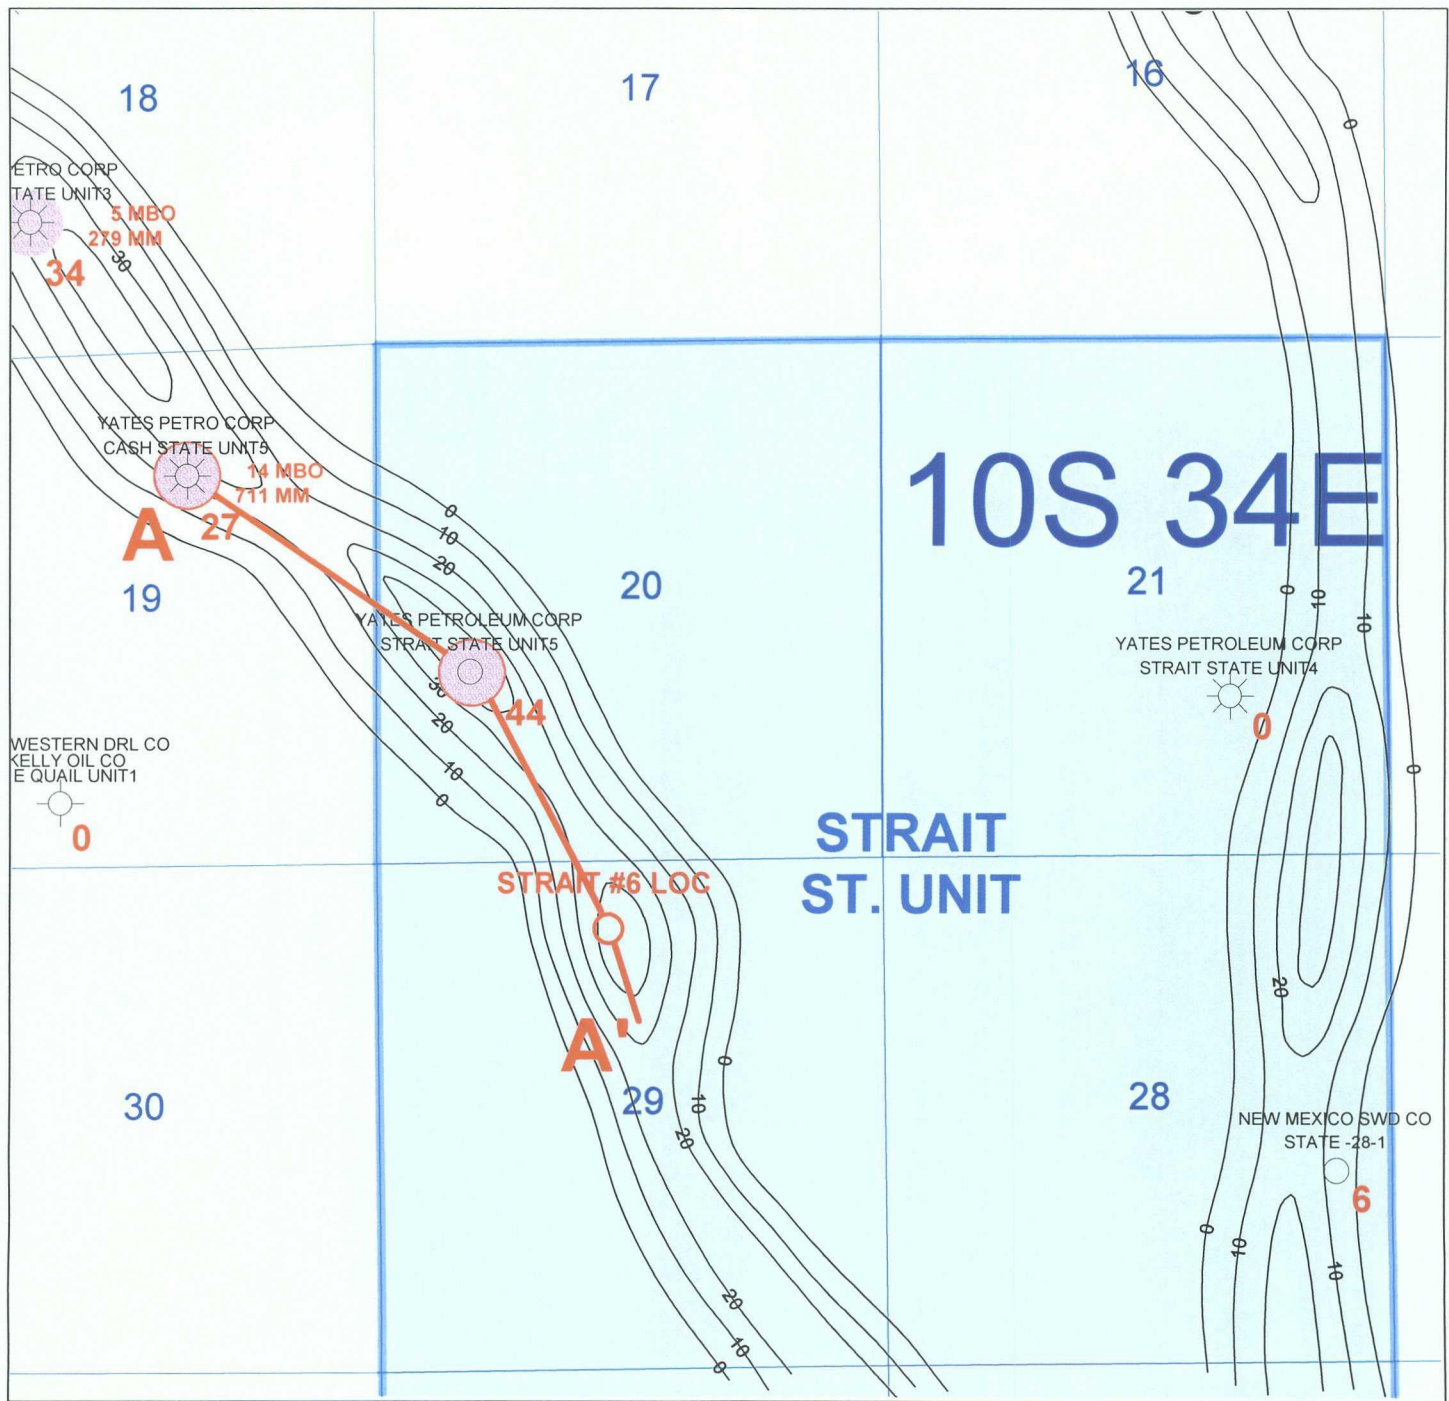 18
17
16
0
ETRO CORP
TATE UNIT3
5 MBO
279 MM
30
34
YATES PETRO CORP
CASH STATE UNIT5
14 MBO
711 MM
27
A
19
0
10
20
10S 34E
20
21
0
10
10
YATES PETROLEUM CORP
STRAIT STATE UNIT5
30
44
20
10
0
YATES PETROLEUM CORP
STRAIT STATE UNIT4
0
0
WESTERN DRL CO
KELLY OIL CO
E QUAIL UNIT1
0
STRAIT
ST. UNIT
STRAIT #6 LOC
A'
20
30
29
28
0
10
20
NEW MEXICO SWD CO
STATE -28-1
6
0
10
10
20
10
0